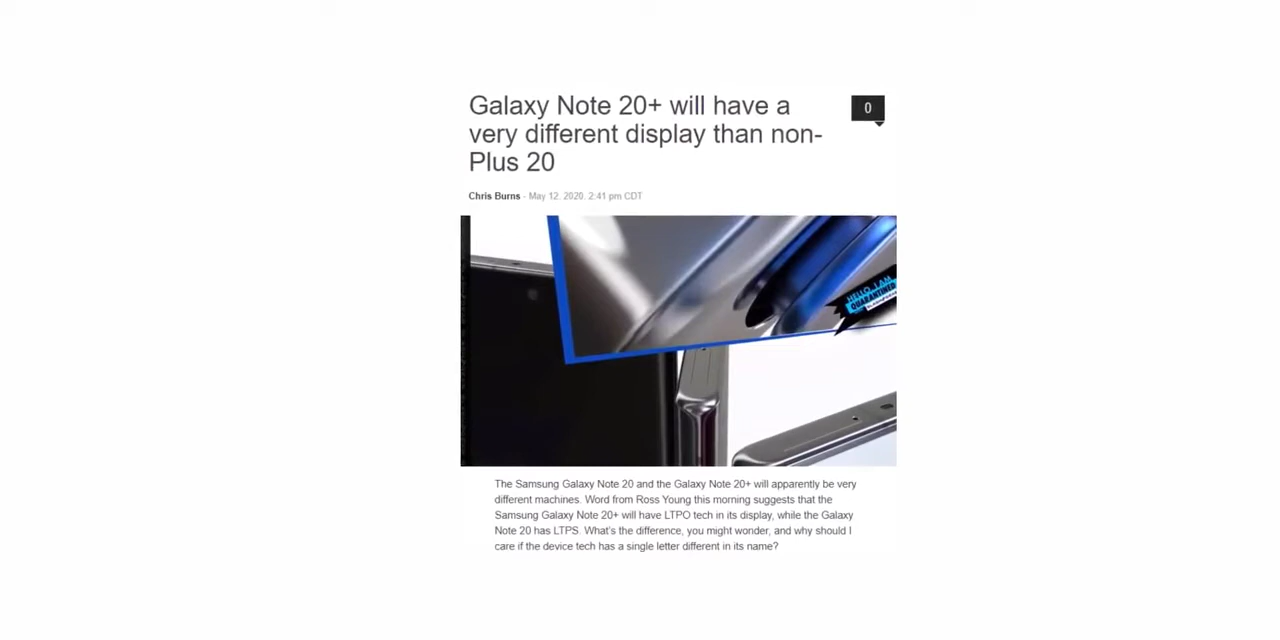 Galaxy Note 20+ will have a
0
very different display than non-
Plus 20
Chris Burns - May 12, 2020, 2:41 pm CDT
HELLO I AM
QUARANTINED
The Samsung Galaxy Note 20 and the Galaxy Note 20+ will apparently be very
different machines. Word from Ross Young this morning suggests that the
Samsung Galaxy Note 20+ will have LTPO tech in its display, while the Galaxy
Note 20 has LTPS. What's the difference, you might wonder, and why should I
care if the device tech has a single letter different in its name?